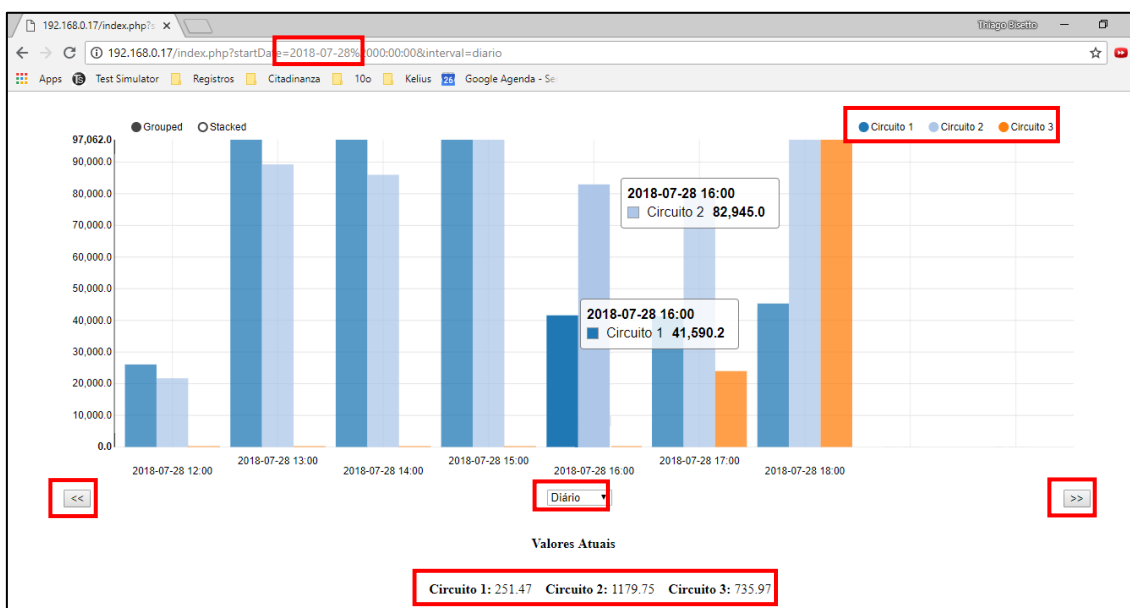 192.168.0.17/index.php?s
Thiago Bisetto
192.168.0.17/index.php?startDate=2018-07-28%2000:00:00&interval=diario
Apps Test Simulator Registros Citadinanza 10o Kelius 26 Google Agenda - Se
Grouped Stacked
Circuito 1 Circuito 2 Circuito 3
97,062.0
90,000.0
80,000.0
70,000.0
60,000.0
50,000.0
40,000.0
30,000.0
20,000.0
10,000.0
0.0
2018-07-28 16:00
Circuito 2 82,945.0
2018-07-28 16:00
Circuito 1 41,590.2
2018-07-28 12:00
2018-07-28 13:00
2018-07-28 14:00
2018-07-28 15:00
2018-07-28 16:00
2018-07-28 17:00
2018-07-28 18:00
<< Diário >>
Valores Atuais
Circuito 1: 251.47 Circuito 2: 1179.75 Circuito 3: 735.97